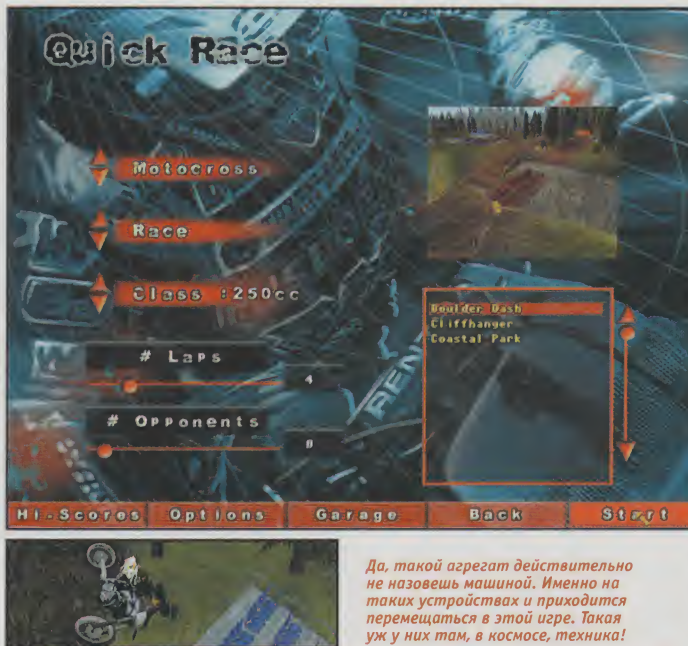 Quick Race
Motocross
Race
Class :250cc
# Laps
4
# Opponents
0
Boulder Dash
Cliffhanger
Coastal Park
Hi-Scores Options Garage Back Start
Да, такой агрегат действительно
не назовешь машиной. Именно на
таких устройствах и приходится
перемещаться в этой игре. Такая
уж у них там, в космосе, техника!